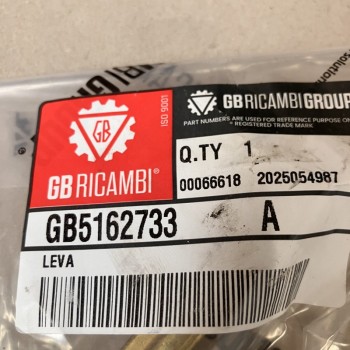 GB
ISO 9001
GB RICAMBI®
GB RICAMBI GROUP
PART NUMBERS ARE USED FOR REFERENCE PURPOSE ON
* REGISTERED TRADE MARK
Q.TY 1
00066618 2025054987
GB5162733 A
LEVA